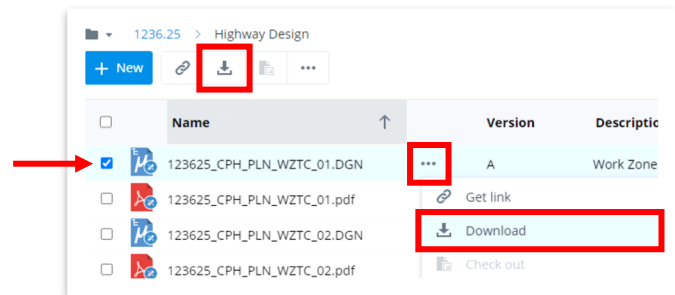 1236.25 > Highway Design
+ New
Name Version Descriptio
123625_CPH_PLN_WZTC_01.DGN A Work Zone
123625_CPH_PLN_WZTC_01.pdf Get link
123625_CPH_PLN_WZTC_02.DGN Download
123625_CPH_PLN_WZTC_02.pdf Check out